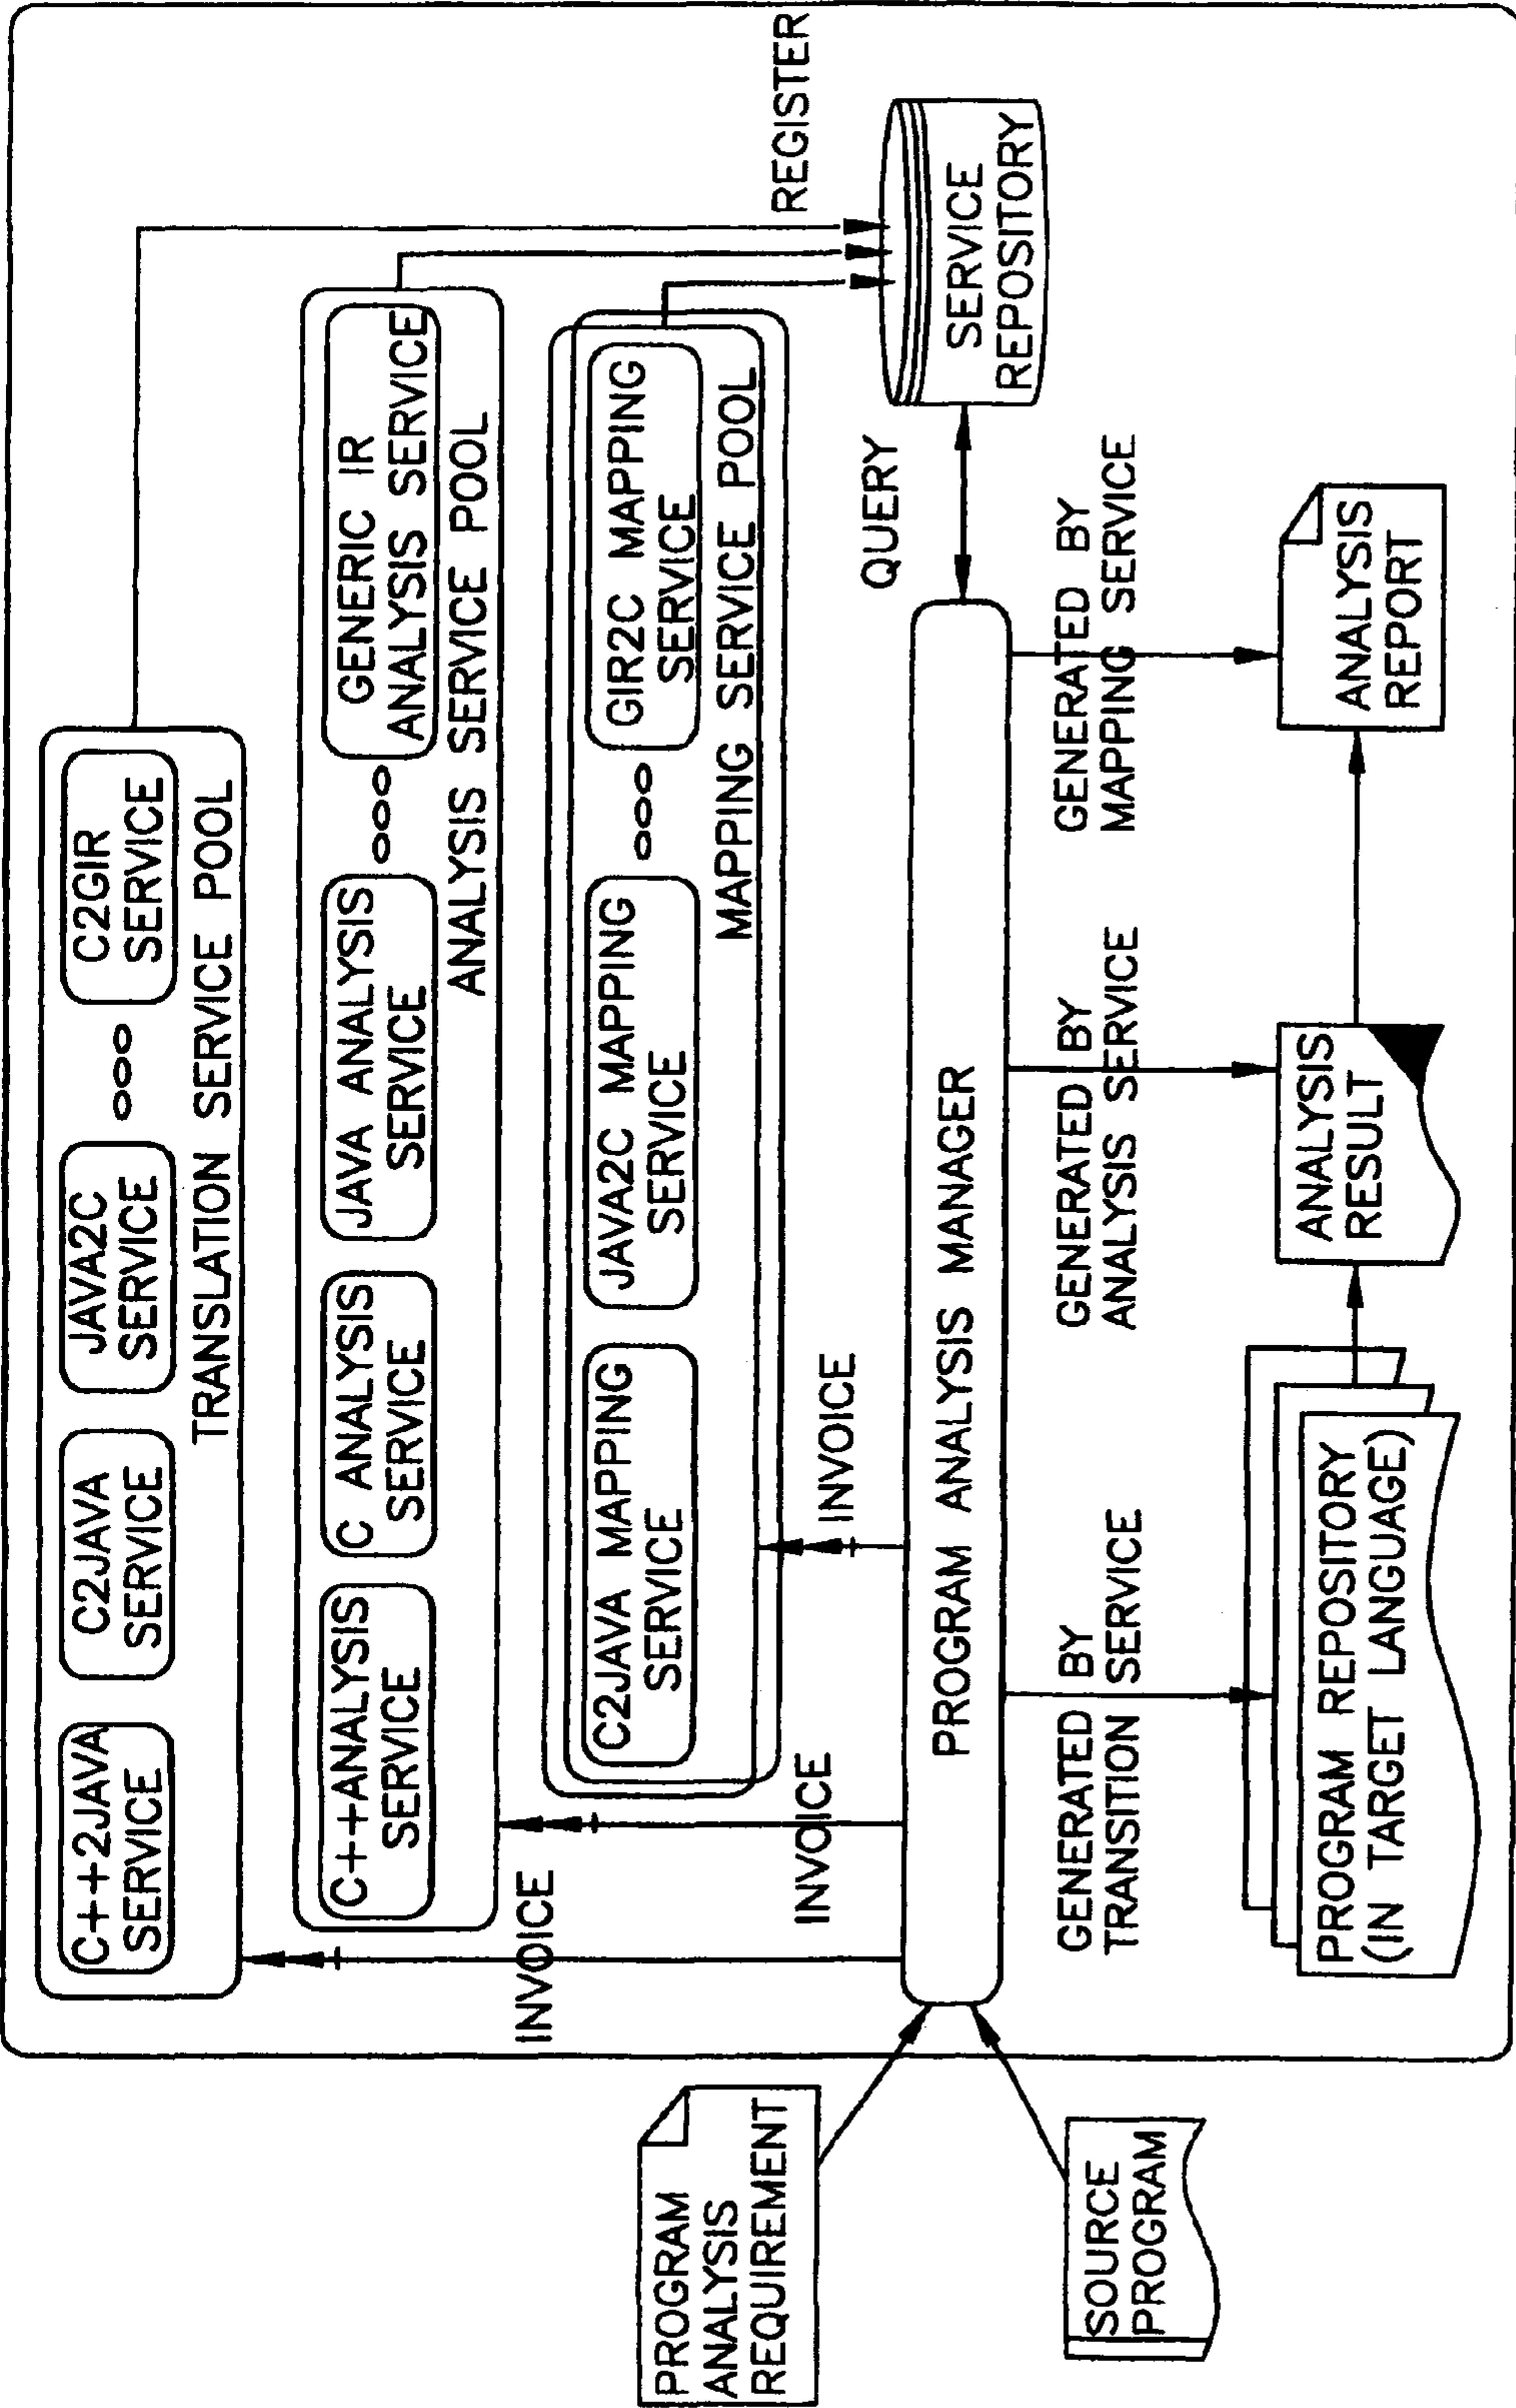 C++2JAVA
SERVICE
C2JAVA
SERVICE
JAVA2C
SERVICE
C2GIR
SERVICE
TRANSLATION SERVICE POOL
C++ANALYSIS
SERVICE
C ANALYSIS
SERVICE
JAVA ANALYSIS
SERVICE
GENERIC IR
ANALYSIS SERVICE
ANALYSIS SERVICE POOL
C2JAVA MAPPING
SERVICE
JAVA2C MAPPING
SERVICE
GIR2C MAPPING
SERVICE
MAPPING SERVICE POOL
REGISTER
INVOICE
INVOICE
INVOICE
QUERY
SERVICE
REPOSITORY
PROGRAM
ANALYSIS
REQUIREMENT
SOURCE
PROGRAM
PROGRAM ANALYSIS MANAGER
GENERATED BY
TRANSITION SERVICE
GENERATED BY
ANALYSIS SERVICE
GENERATED BY
MAPPING SERVICE
PROGRAM REPOSITORY
(IN TARGET LANGUAGE)
ANALYSIS
RESULT
ANALYSIS
REPORT